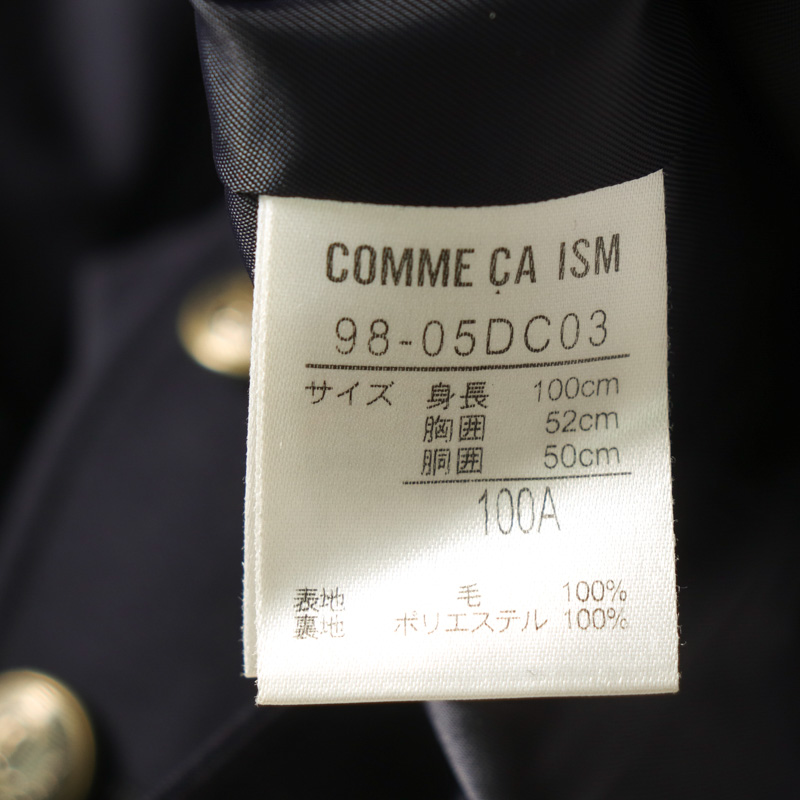 COMME ÇA ISM
98-05DC03
サイズ 身長 100cm
胸囲 52cm
胴囲 50cm
100A
表地 毛 100%
裏地 ポリエステル 100%